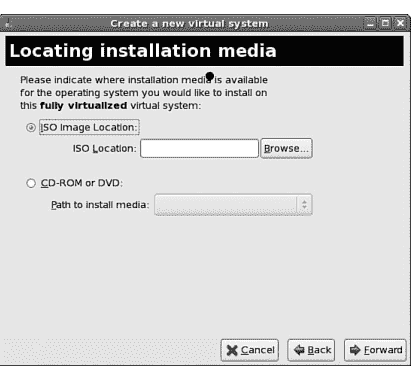 Create a new virtual system
Locating installation media
Please indicate where installation media is available
for the operating system you would like to install on
this fully virtualized virtual system:
ISO Image Location:
ISO Location:
Browse...
CD-ROM or DVD:
Path to install media:
Cancel
Back
Forward